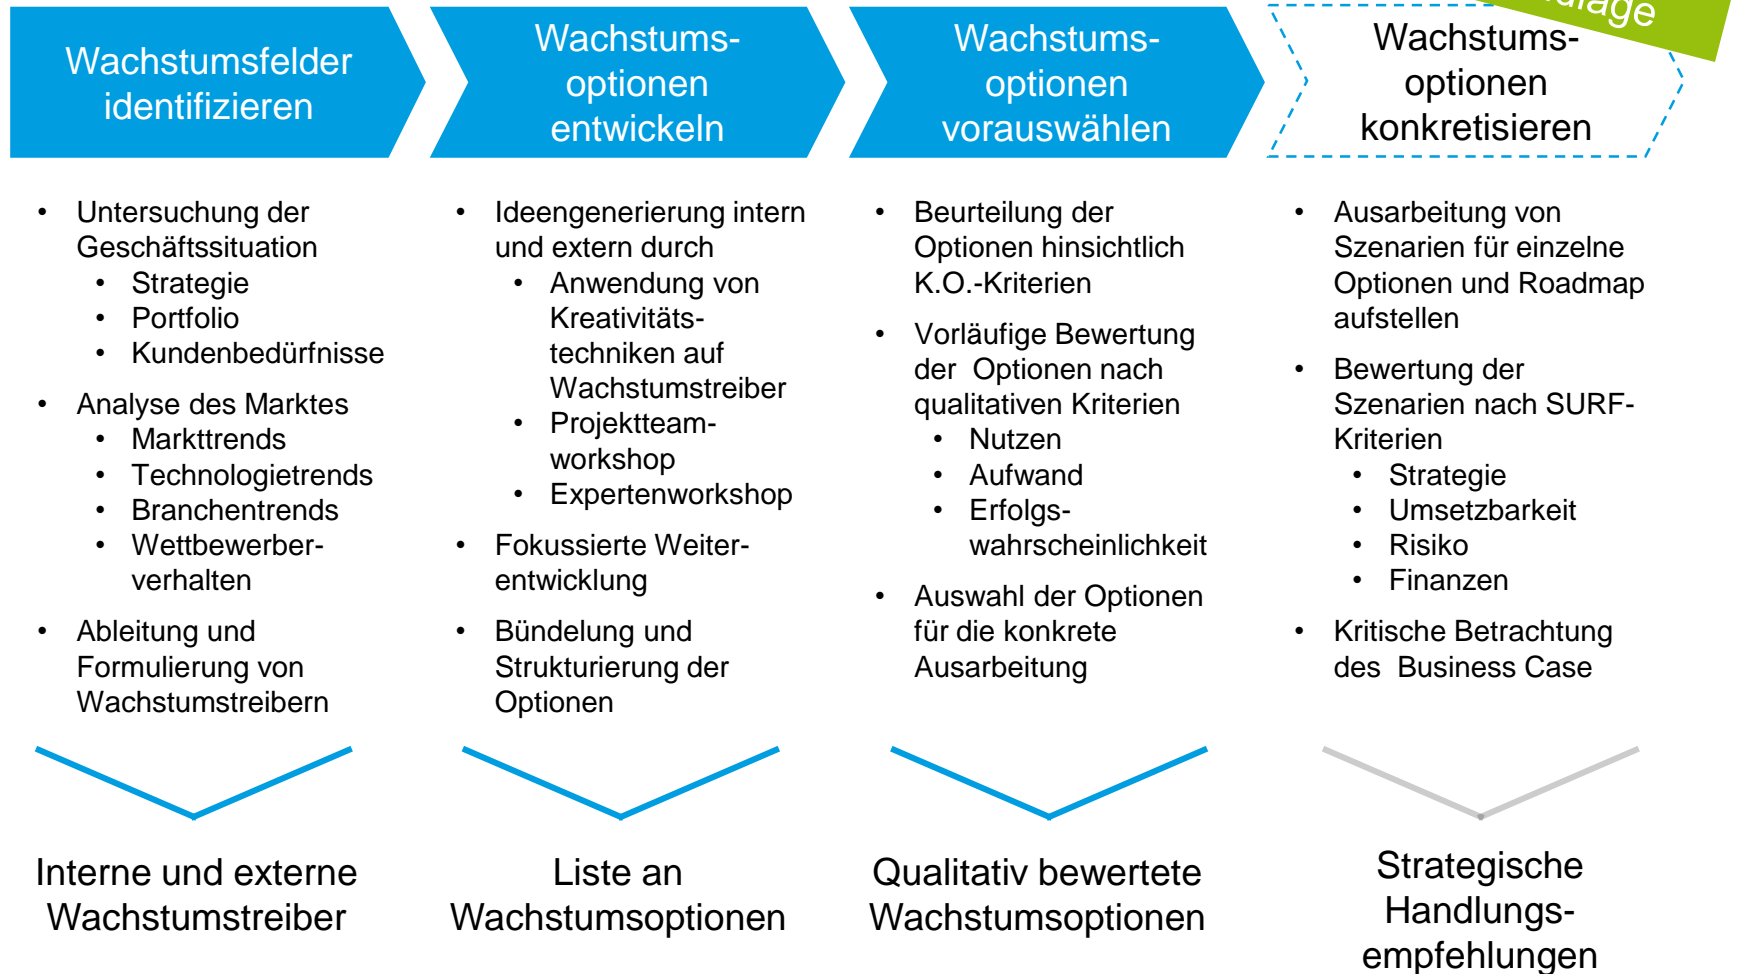 Wachstumsfelder
identifizieren
Wachstums-
optionen
entwickeln
Wachstums-
optionen
vorauswählen
Wachstums-
optionen
konkretisieren
• Untersuchung der
Geschäftssituation
• Strategie
• Portfolio
• Kundenbedürfnisse
• Analyse des Marktes
• Markttrends
• Technologietrends
• Branchentrends
• Wettbewerber-
verhalten
• Ableitung und
Formulierung von
Wachstumstreibern
• Ideengenerierung intern
und extern durch
• Anwendung von
Kreativitäts-
techniken auf
Wachstumstreiber
• Projektteam-
workshop
• Expertenworkshop
• Fokussierte Weiter-
entwicklung
• Bündelung und
Strukturierung der
Optionen
• Beurteilung der
Optionen hinsichtlich
K.O.-Kriterien
• Vorläufige Bewertung
der Optionen nach
qualitativen Kriterien
• Nutzen
• Aufwand
• Erfolgs-
wahrscheinlichkeit
• Auswahl der Optionen
für die konkrete
Ausarbeitung
• Ausarbeitung von
Szenarien für einzelne
Optionen und Roadmap
aufstellen
• Bewertung der
Szenarien nach SURF-
Kriterien
• Strategie
• Umsetzbarkeit
• Risiko
• Finanzen
• Kritische Betrachtung
des Business Case
Interne und externe
Wachstumstreiber
Liste an
Wachstumsoptionen
Qualitativ bewertete
Wachstumsoptionen
Strategische
Handlungs-
empfehlungen